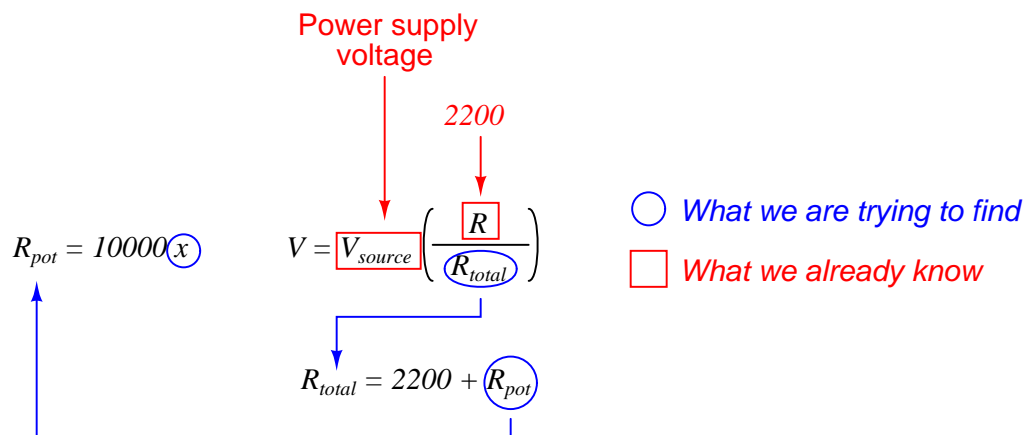 Power supply
voltage
2200
R_pot = 10000 x
V = V_source ( R / R_total )
What we are trying to find
What we already know
R_total = 2200 + R_pot